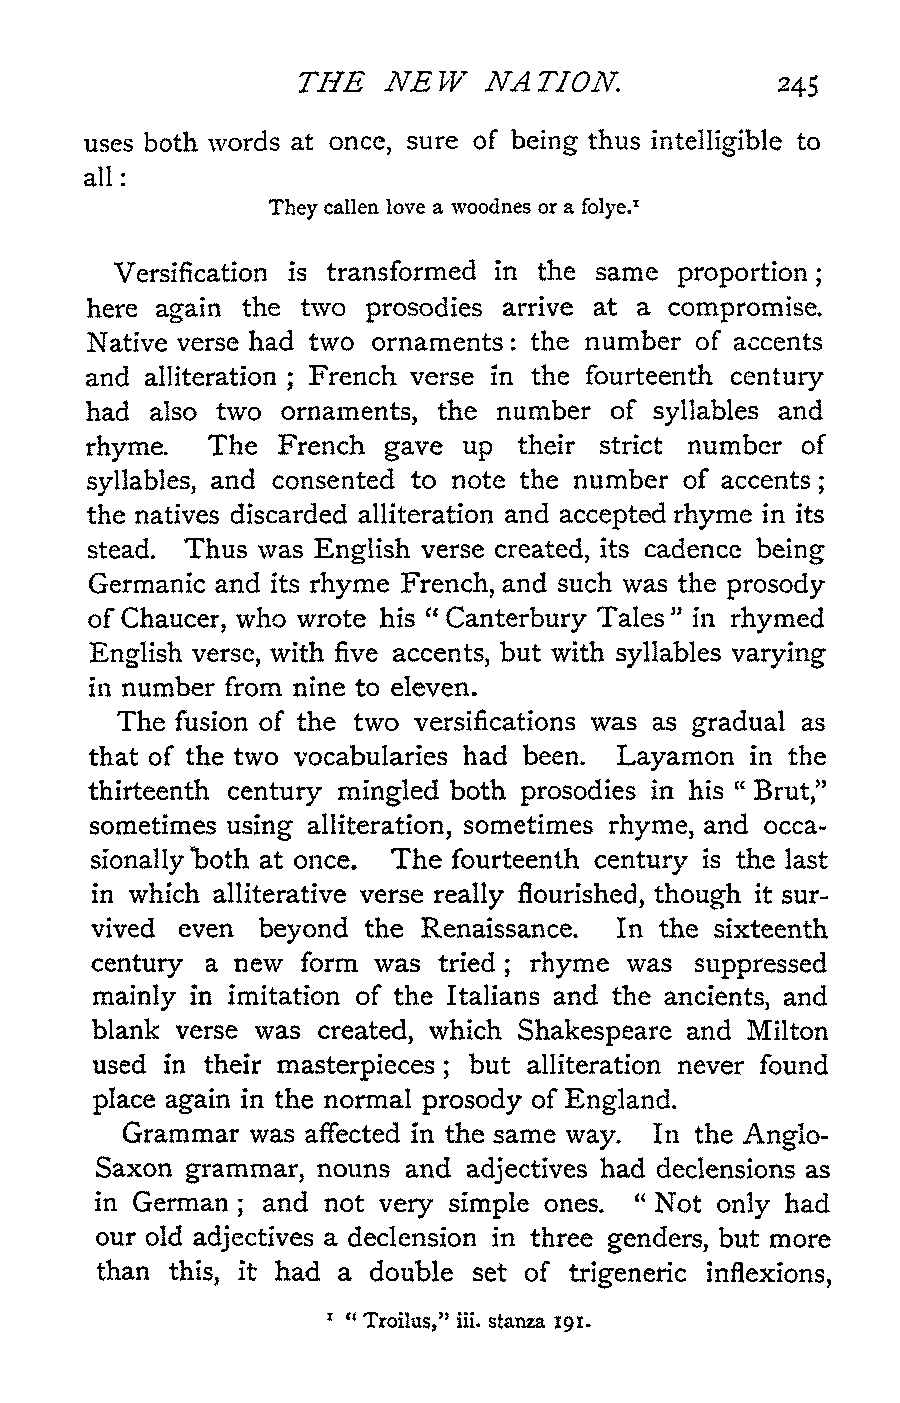 THE NEW NATION. 245
uses both words at once, sure of being thus intelligible to
all :
They callen love a woodnes or a folye.¹
Versification is transformed in the same proportion ;
here again the two prosodies arrive at a compromise.
Native verse had two ornaments : the number of accents
and alliteration ; French verse in the fourteenth century
had also two ornaments, the number of syllables and
rhyme. The French gave up their strict number of
syllables, and consented to note the number of accents ;
the natives discarded alliteration and accepted rhyme in its
stead. Thus was English verse created, its cadence being
Germanic and its rhyme French, and such was the prosody
of Chaucer, who wrote his “ Canterbury Tales ” in rhymed
English verse, with five accents, but with syllables varying
in number from nine to eleven.
The fusion of the two versifications was as gradual as
that of the two vocabularies had been. Layamon in the
thirteenth century mingled both prosodies in his “ Brut,”
sometimes using alliteration, sometimes rhyme, and occa-
sionally both at once. The fourteenth century is the last
in which alliterative verse really flourished, though it sur-
vived even beyond the Renaissance. In the sixteenth
century a new form was tried ; rhyme was suppressed
mainly in imitation of the Italians and the ancients, and
blank verse was created, which Shakespeare and Milton
used in their masterpieces ; but alliteration never found
place again in the normal prosody of England.
Grammar was affected in the same way. In the Anglo-
Saxon grammar, nouns and adjectives had declensions as
in German ; and not very simple ones. “ Not only had
our old adjectives a declension in three genders, but more
than this, it had a double set of trigeneric inflexions,
¹ “ Troilus,” iii. stanza 191.